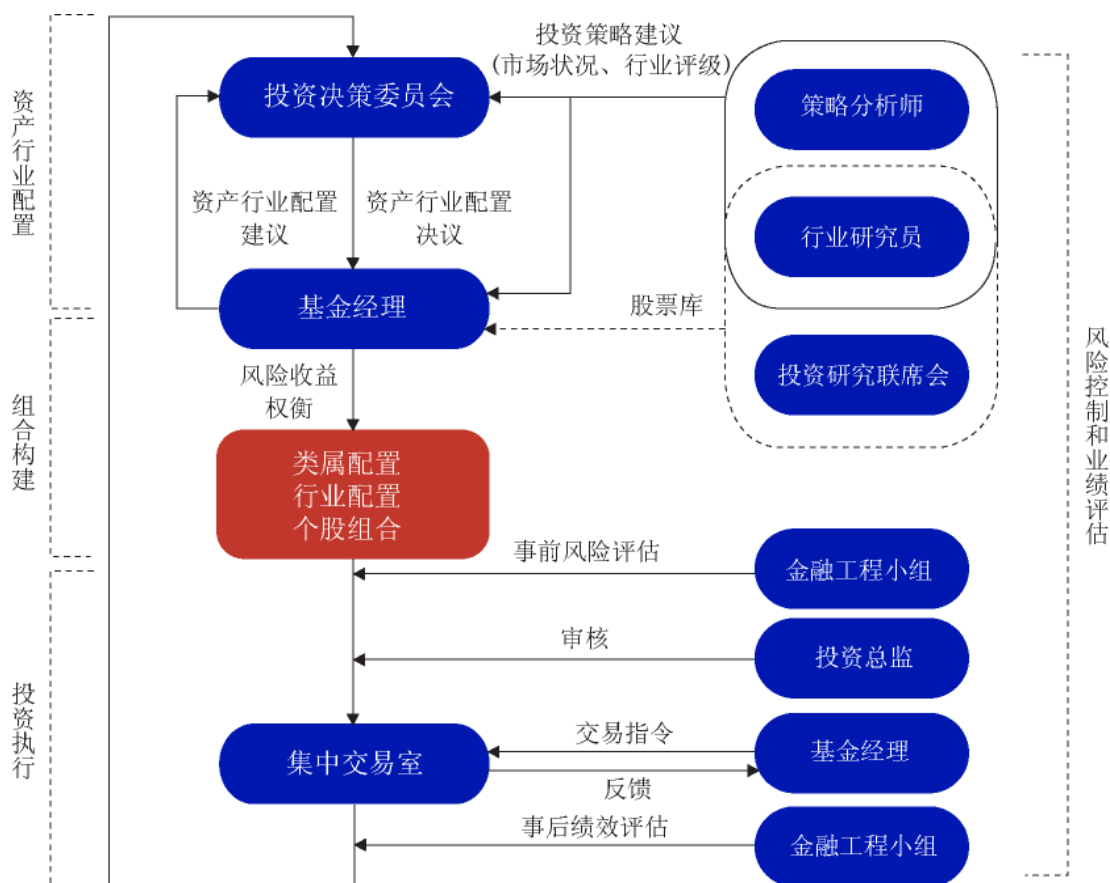 投资策略建议
(市场状况、行业评级)
投资决策委员会
策略分析师
资产行业配置
资产行业配置
建议
资产行业配置
决议
行业研究员
基金经理
股票库
投资研究联席会
风险收益
权衡
组合构建
类属配置
行业配置
个股组合
风险控制和业绩评估
事前风险评估
金融工程小组
审核
投资总监
投资执行
集中交易室
交易指令
基金经理
反馈
事后绩效评估
金融工程小组